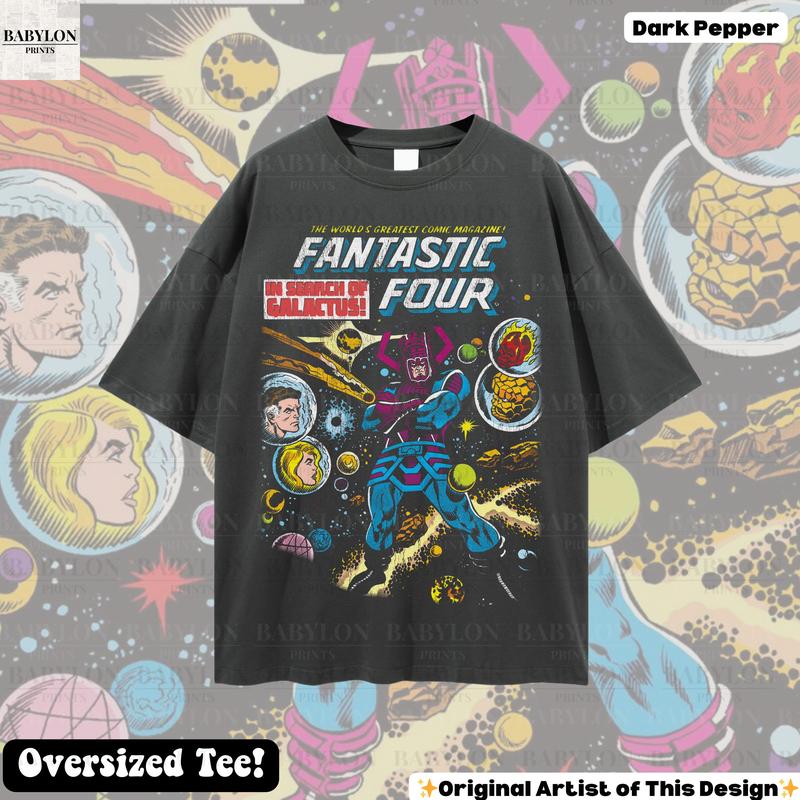 BABYLON
PRINTS
Dark Pepper
THE WORLD'S GREATEST COMIC MAGAZINE!
FANTASTIC
FOUR
IN SEARCH OF
GALACTUS!
Oversized Tee!
✨Original Artist of This Design✨